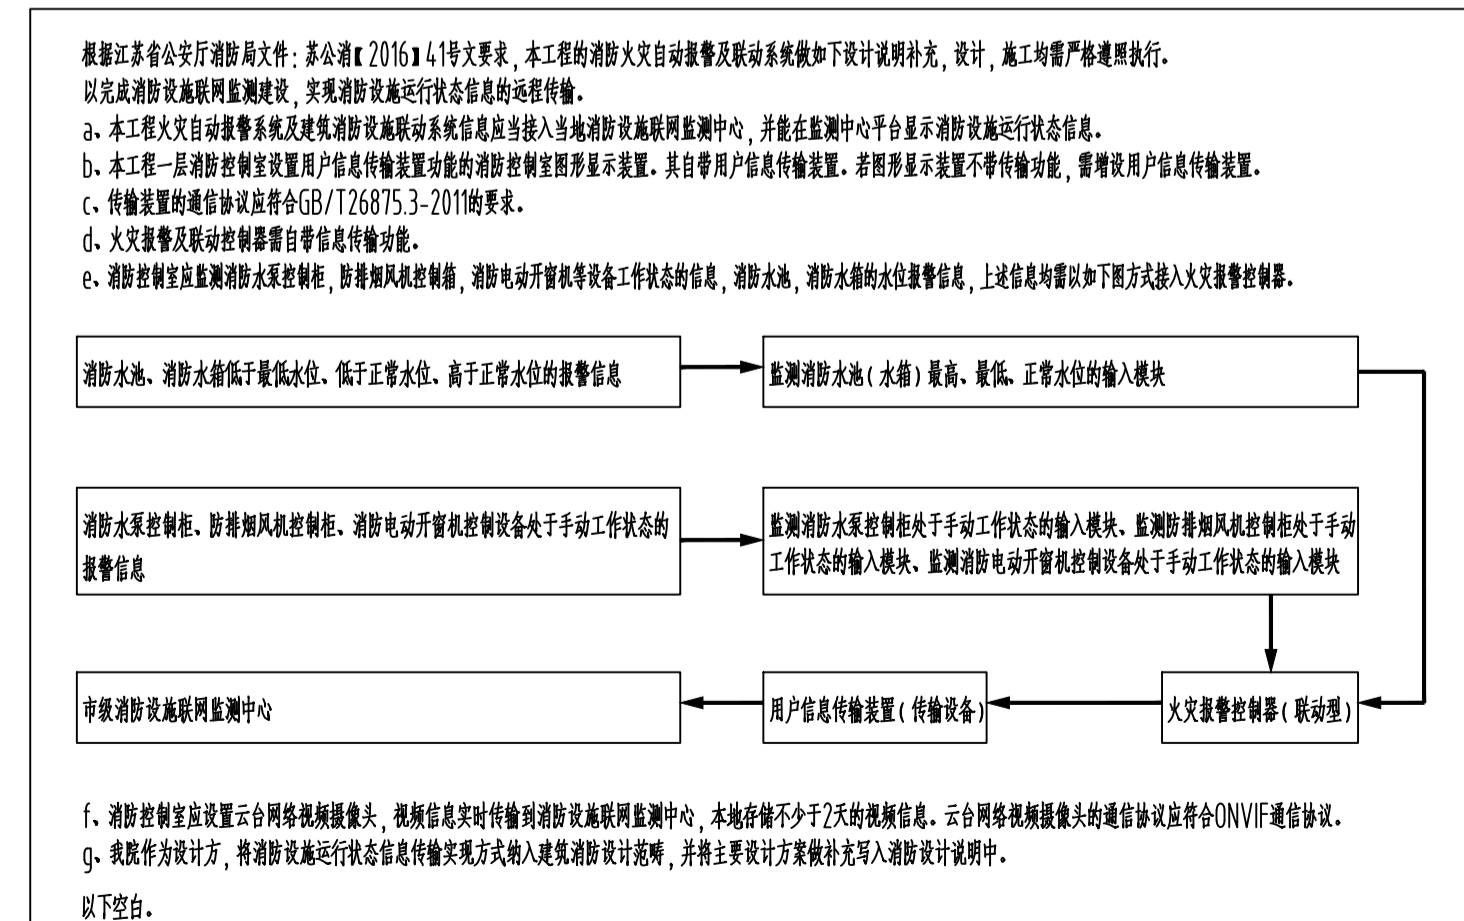 根据江苏省公安厅消防局文件：苏公消【2016】41号文要求，本工程的消防火灾自动报警及联动系统做如下设计说明补充，设计，施工均需严格遵照执行。
以完成消防设施联网监测建设，实现消防设施运行状态信息的远程传输。
a、本工程火灾自动报警系统及建筑消防设施联动系统信息应当接入当地消防设施联网监测中心，并能在监测中心平台显示消防设施运行状态信息。
b、本工程一层消防控制室设置用户信息传输装置功能的消防控制室图形显示装置。其自带用户信息传输装置。若图形显示装置不带传输功能，需增设用户信息传输装置。
c、传输装置的通信协议应符合GB/T26875.3-2011的要求。
d、火灾报警及联动控制器需自带信息传输功能。
e、消防控制室应监测消防水泵控制柜，防排烟风机控制箱，消防电动开窗机等设备工作状态的信息，消防水池，消防水箱的水位报警信息，上述信息均需以如下图方式接入火灾报警控制器。
消防水池、消防水箱低于最低水位、低于正常水位、高于正常水位的报警信息
监测消防水池（水箱）最高、最低、正常水位的输入模块
消防水泵控制柜、防排烟风机控制柜、消防电动开窗机控制设备处于手动工作状态的
报警信息
监测消防水泵控制柜处于手动工作状态的输入模块、监测防排烟风机控制柜处于手动
工作状态的输入模块、监测消防电动开窗机控制设备处于手动工作状态的输入模块
市级消防设施联网监测中心
用户信息传输装置（传输设备）
火灾报警控制器（联动型）
f、消防控制室应设置云台网络视频摄像头，视频信息实时传输到消防设施联网监测中心，本地存储不少于2天的视频信息。云台网络视频摄像头的通信协议应符合ONVIF通信协议。
g、我院作为设计方，将消防设施运行状态信息传输实现方式纳入建筑消防设计范畴，并将主要设计方案做补充写入消防设计说明中。
以下空白。